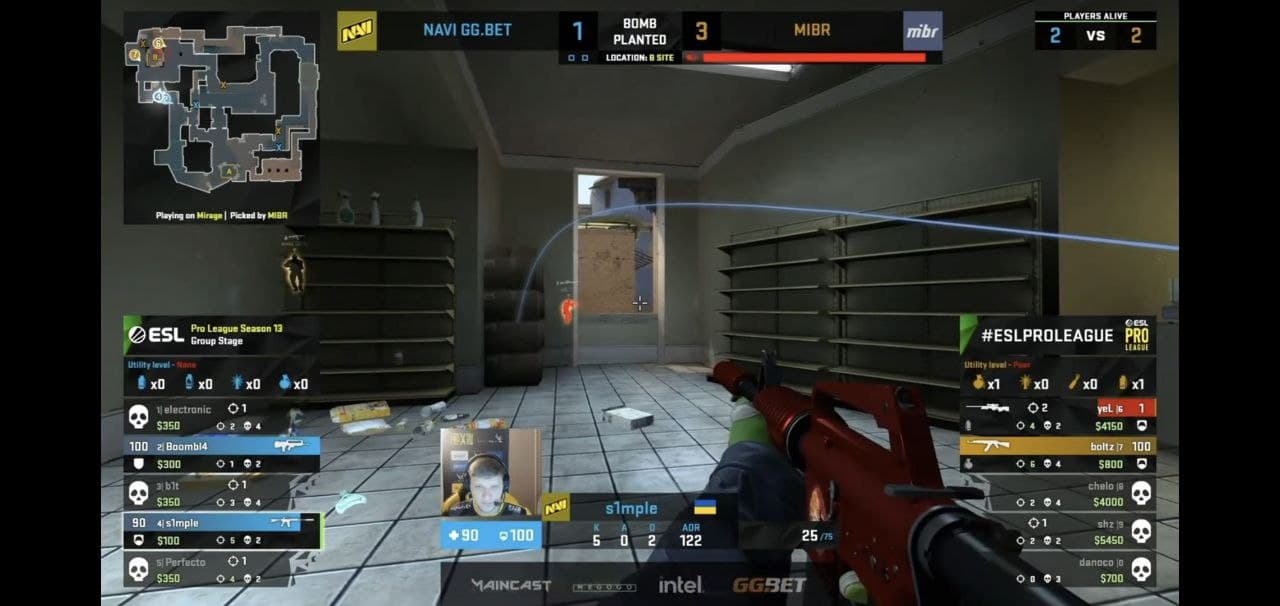 NAVI
NAVI GG.BET
1
BOMB
PLANTED
LOCATION: B SITE
3
MIBR
mibr
PLAYERS ALIVE
2 VS 2
A
Playing on Mirage | Picked by MIBR
ESL
Pro League Season 13
Group Stage
Utility level - None
x0 x0 x0 x0
1| electronic 1
$350 2 4
100 2| Boombl4
$300 1 2
3| b1t 1
$350 3 4
90 4| s1mple
$100 5 2
5| Perfecto 1
$350 4 2
#ESLPROLEAGUE
ESL
PRO
LEAGUE
Utility level - Poor
x1 x0 x0 x1
2 yeL |6 1
4 2 $4150
boltz |7 100
6 4 $800
chelo |8
2 4 $4000
1 shz |9
2 2 $5450
danoco |0
0 3 $700
NAVI
s1mple
90 100
K A D ADR
5 0 2 122
25 /75
MAINCAST MEGOGO intel. GG.BET